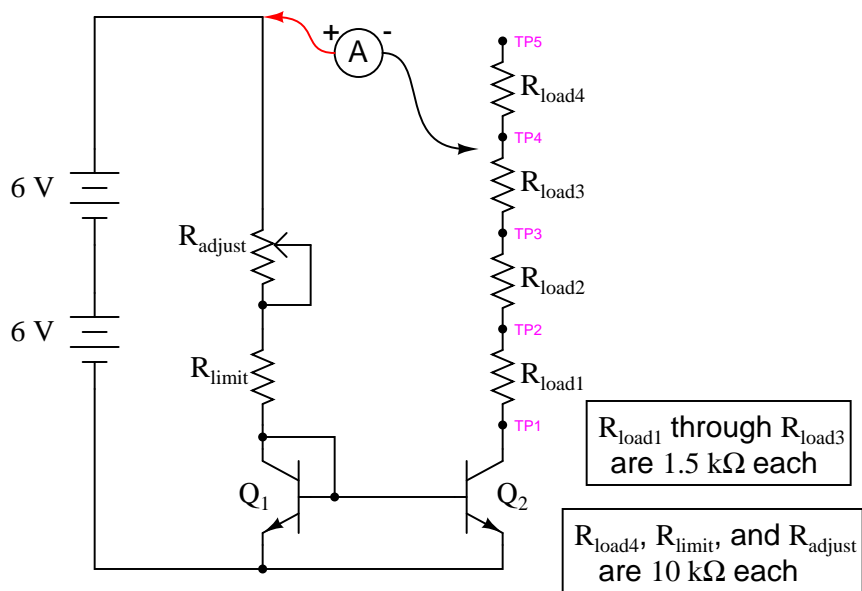 +
A
-
TP5
R_load4
TP4
R_load3
6 V
TP3
R_adjust
R_load2
TP2
6 V
R_limit
R_load1
TP1
R_load1 through R_load3
are 1.5 kΩ each
Q_1
Q_2
R_load4, R_limit, and R_adjust
are 10 kΩ each